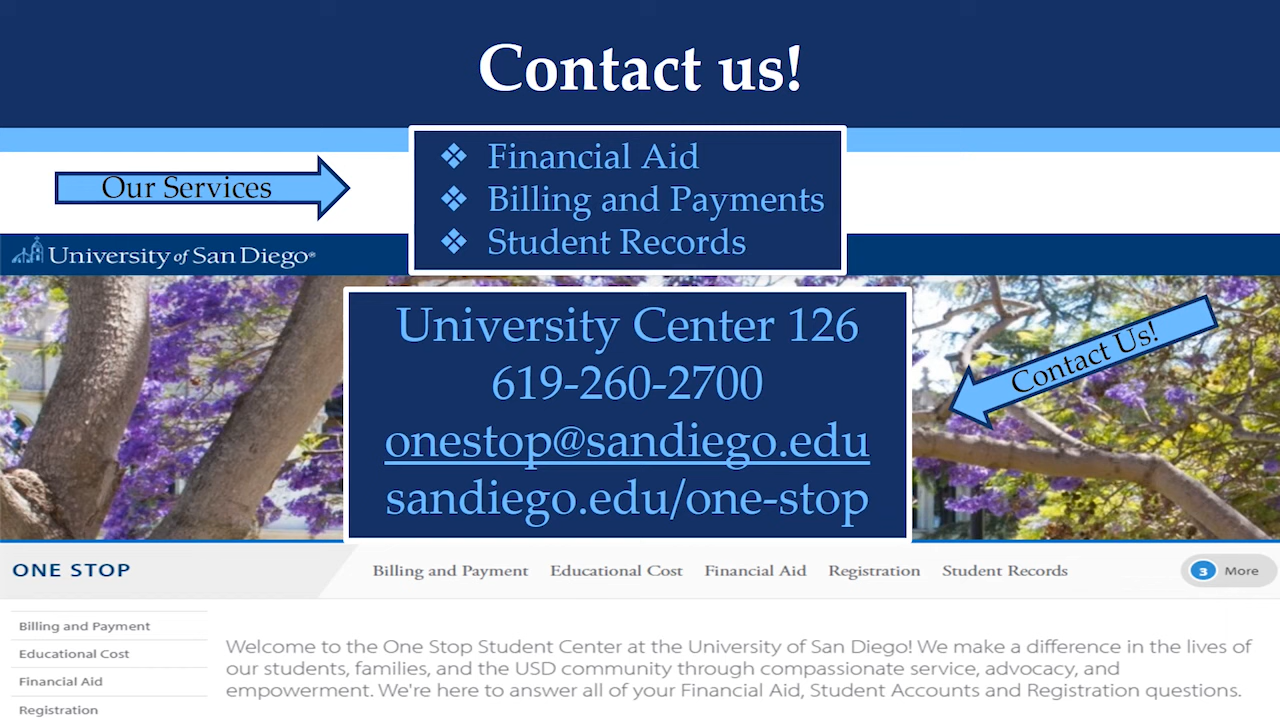 Contact us!
Our Services
❖ Financial Aid
❖ Billing and Payments
❖ Student Records
University of San Diego®
University Center 126
619-260-2700
onestop@sandiego.edu
sandiego.edu/one-stop
Contact Us!
ONE STOP
Billing and Payment Educational Cost Financial Aid Registration Student Records 3 More
Billing and Payment
Educational Cost
Financial Aid
Registration
Welcome to the One Stop Student Center at the University of San Diego! We make a difference in the lives of
our students, families, and the USD community through compassionate service, advocacy, and
empowerment. We're here to answer all of your Financial Aid, Student Accounts and Registration questions.